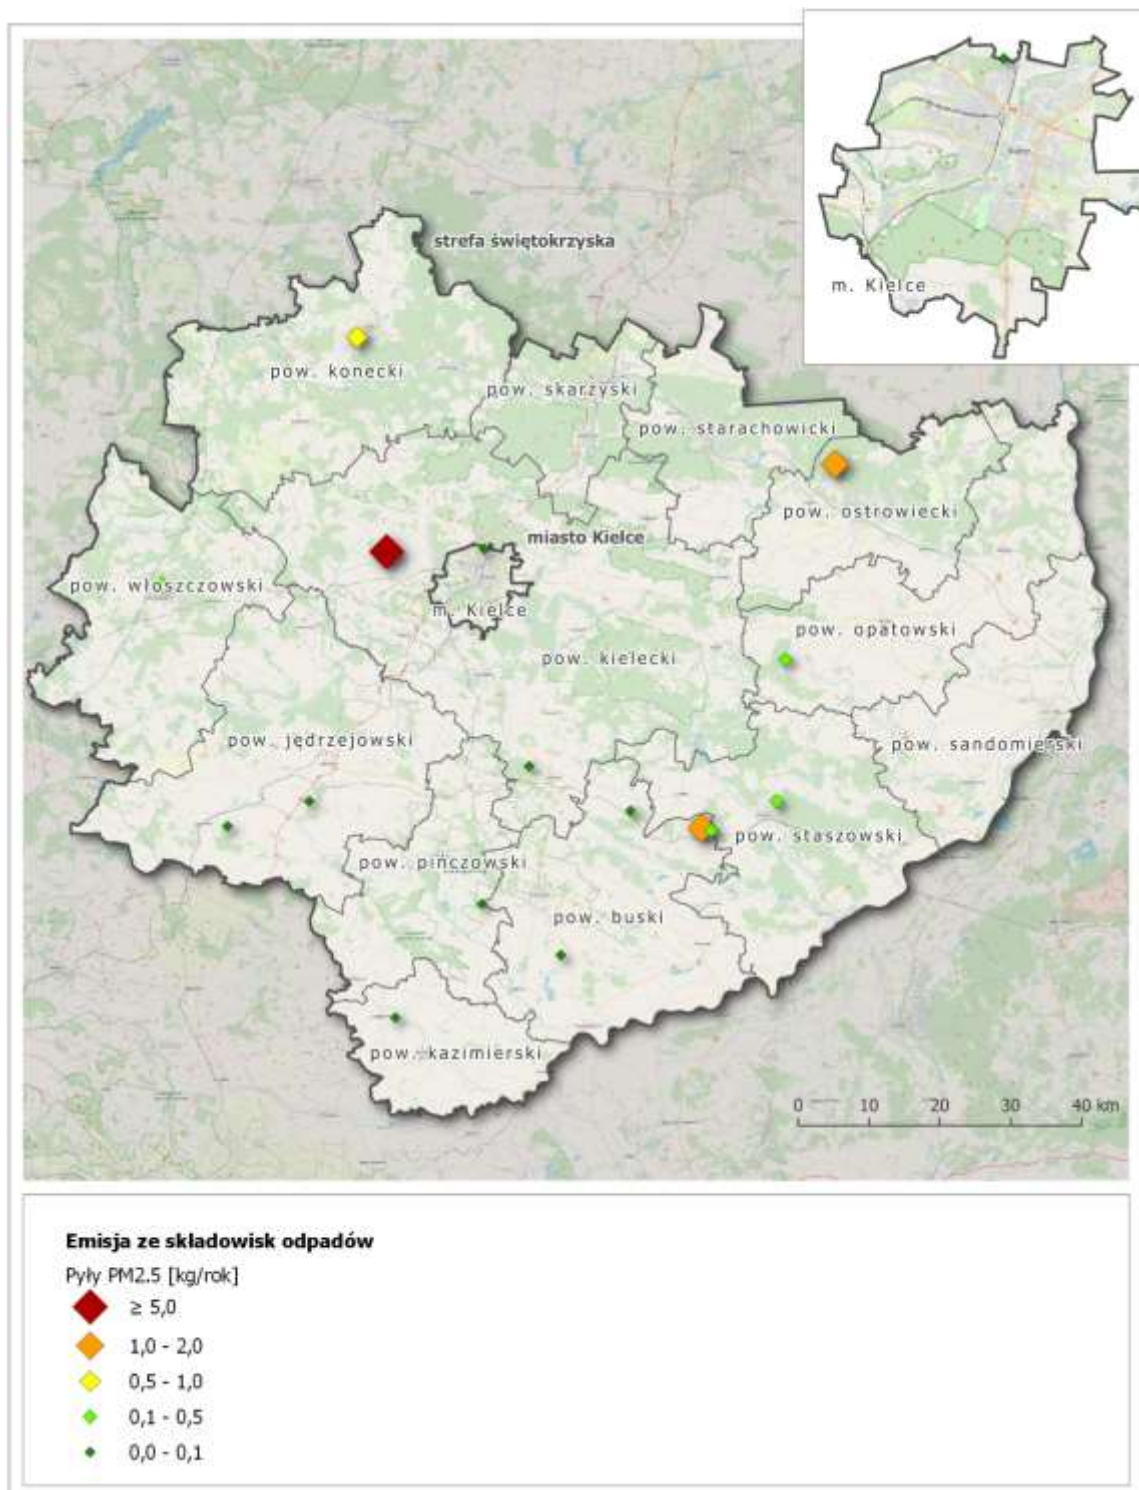 m. Kielce
strefa świętokrzyska
pow. konecki
pow. skarżyski
pow. starachowicki
pow. ostrowiecki
miasto Kielce
pow. włoszczowski
m. Kielce
pow. opatowski
pow. kielecki
pow. jędrzejowski
pow. sandomierski
pow. staszowski
pow. pińczowski
pow. buski
pow. kazimierski
0 10 20 30 40 km
Emisja ze składowisk odpadów
Pyły PM2.5 [kg/rok]
≥ 5,0
1,0 - 2,0
0,5 - 1,0
0,1 - 0,5
0,0 - 0,1